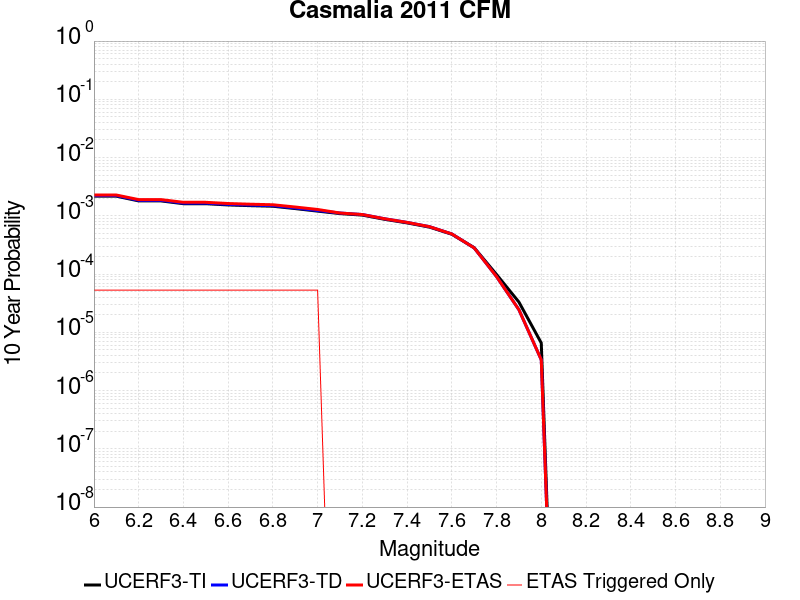 Casmalia 2011 CFM
10 Year Probability
10^0
10^-1
10^-2
10^-3
10^-4
10^-5
10^-6
10^-7
10^-8
6 6.2 6.4 6.6 6.8 7 7.2 7.4 7.6 7.8 8 8.2 8.4 8.6 8.8 9
Magnitude
UCERF3-TI UCERF3-TD UCERF3-ETAS ETAS Triggered Only